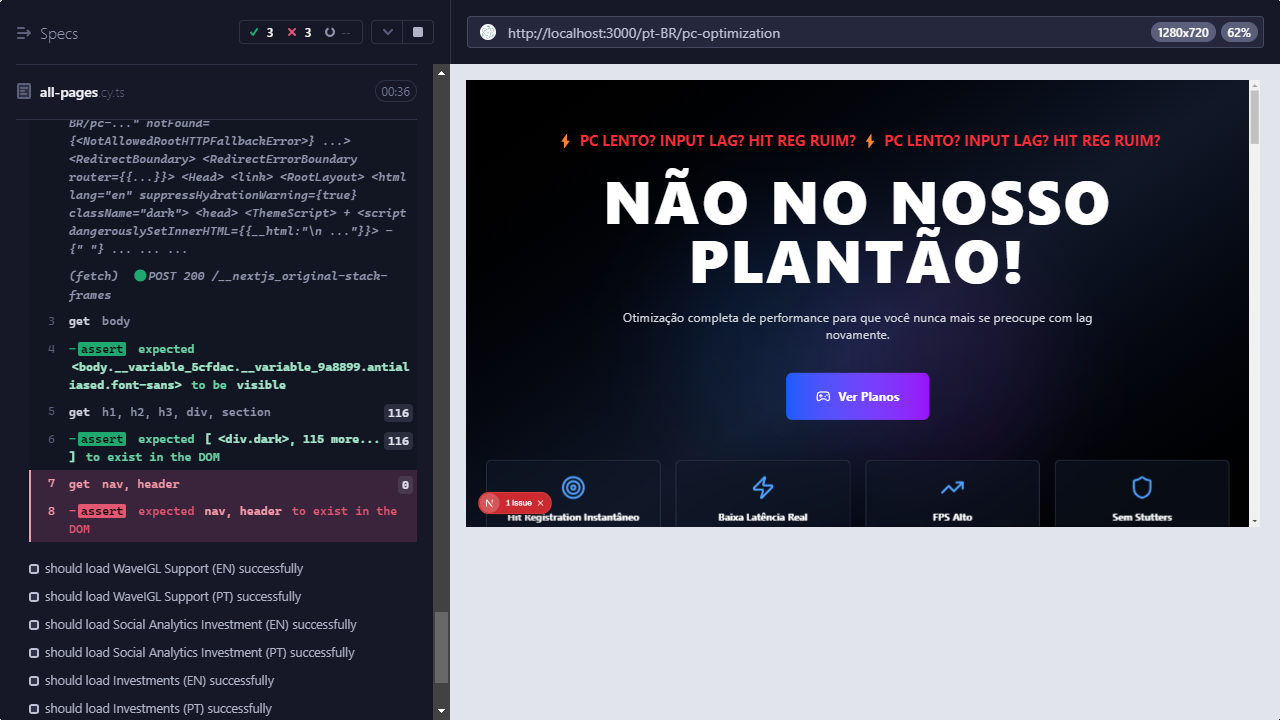 Specs
3
3
--
all-pages.cy.ts
00:36
BR/pc-..." notFound=
{<NotAllowedRootHTTPFallbackError>} ...>
<RedirectBoundary> <RedirectErrorBoundary
router={{...}}> <Head> <link> <RootLayout> <html
lang="en" suppressHydrationWarning={true}
className="dark"> <head> <ThemeScript> + <script
dangerouslySetInnerHTML={{__html:"\n ..."}}> -
{" "} ... ... ...
(fetch) POST 200 /__nextjs_original-stack-
frames
3 get body
4 -assert expected
<body.__variable_5cfdac.__variable_9a8899.antial
iased.font-sans> to be visible
5 get h1, h2, h3, div, section 116
6 -assert expected [ <div.dark>, 115 more... 116
] to exist in the DOM
7 get nav, header 0
8 -assert expected nav, header to exist in the
DOM
should load WaveIGL Support (EN) successfully
should load WaveIGL Support (PT) successfully
should load Social Analytics Investment (EN) successfully
should load Social Analytics Investment (PT) successfully
should load Investments (EN) successfully
should load Investments (PT) successfully
http://localhost:3000/pt-BR/pc-optimization
1280x720
62%
PC LENTO? INPUT LAG? HIT REG RUIM? PC LENTO? INPUT LAG? HIT REG RUIM?
NÃO NO NOSSO
PLANTÃO!
Otimização completa de performance para que você nunca mais se preocupe com lag
novamente.
Ver Planos
N 1 Issue
Hit Registration Instantâneo
Baixa Latência Real
FPS Alto
Sem Stutters